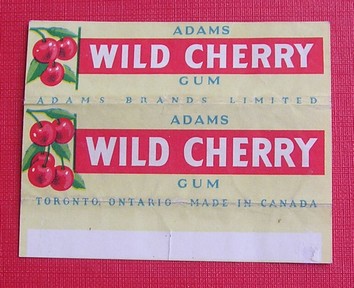 ADAMS
WILD CHERRY
GUM
ADAMS BRANDS LIMITED
ADAMS
WILD CHERRY
GUM
TORONTO, ONTARIO MADE IN CANADA